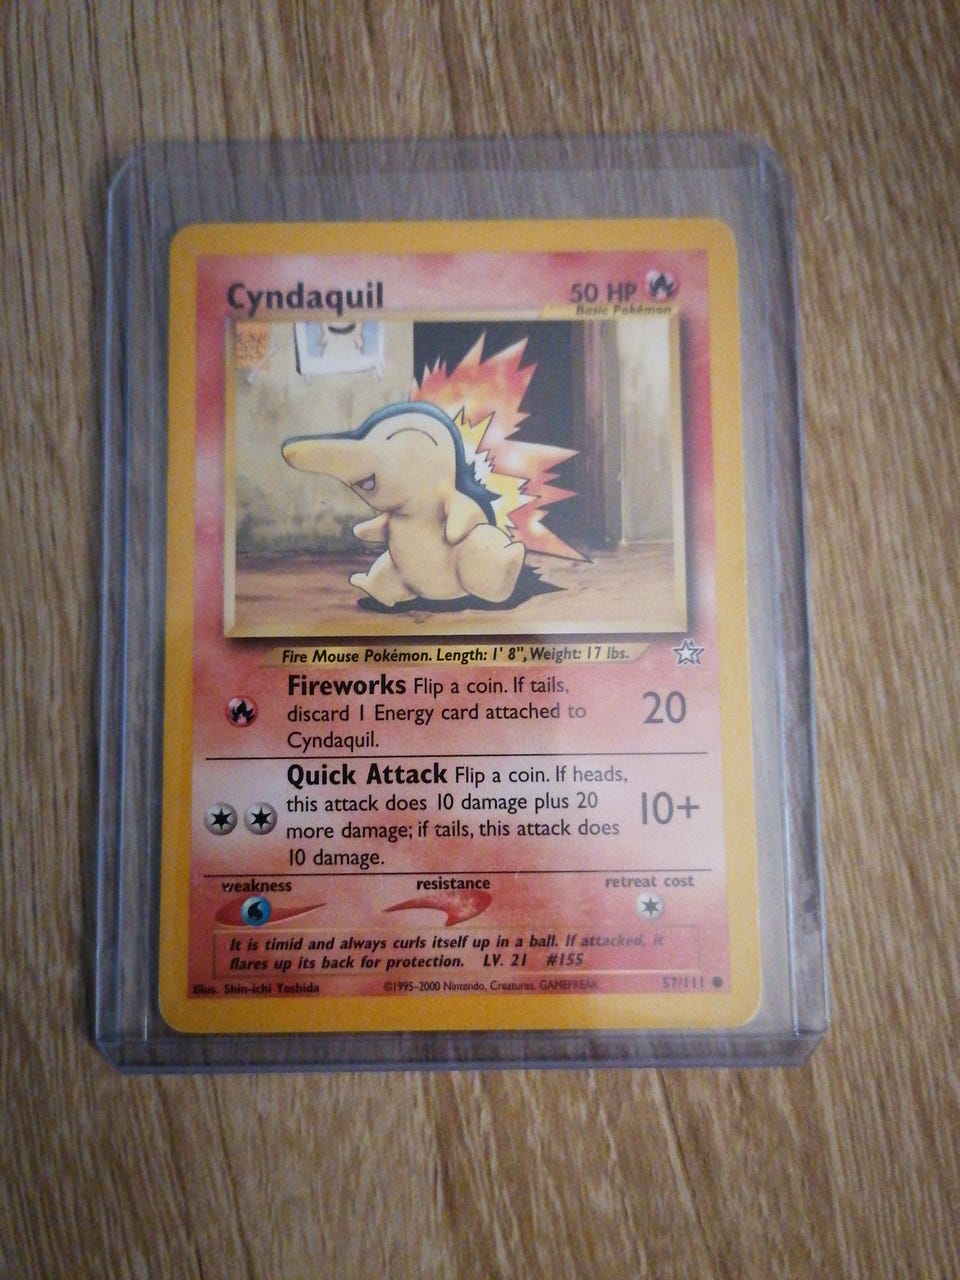 Cyndaquil
50 HP
Basic Pokémon
Fire Mouse Pokémon. Length: 1' 8", Weight: 17 lbs.
Fireworks Flip a coin. If tails,
discard 1 Energy card attached to
Cyndaquil.
20
Quick Attack Flip a coin. If heads,
this attack does 10 damage plus 20
more damage; if tails, this attack does
10 damage.
10+
weakness
resistance
retreat cost
It is timid and always curls itself up in a ball. If attacked, it
flares up its back for protection. LV. 21 #155
Illus. Shin-ichi Yoshida
©1995-2000 Nintendo, Creatures, GAMEFREAK.
57/111